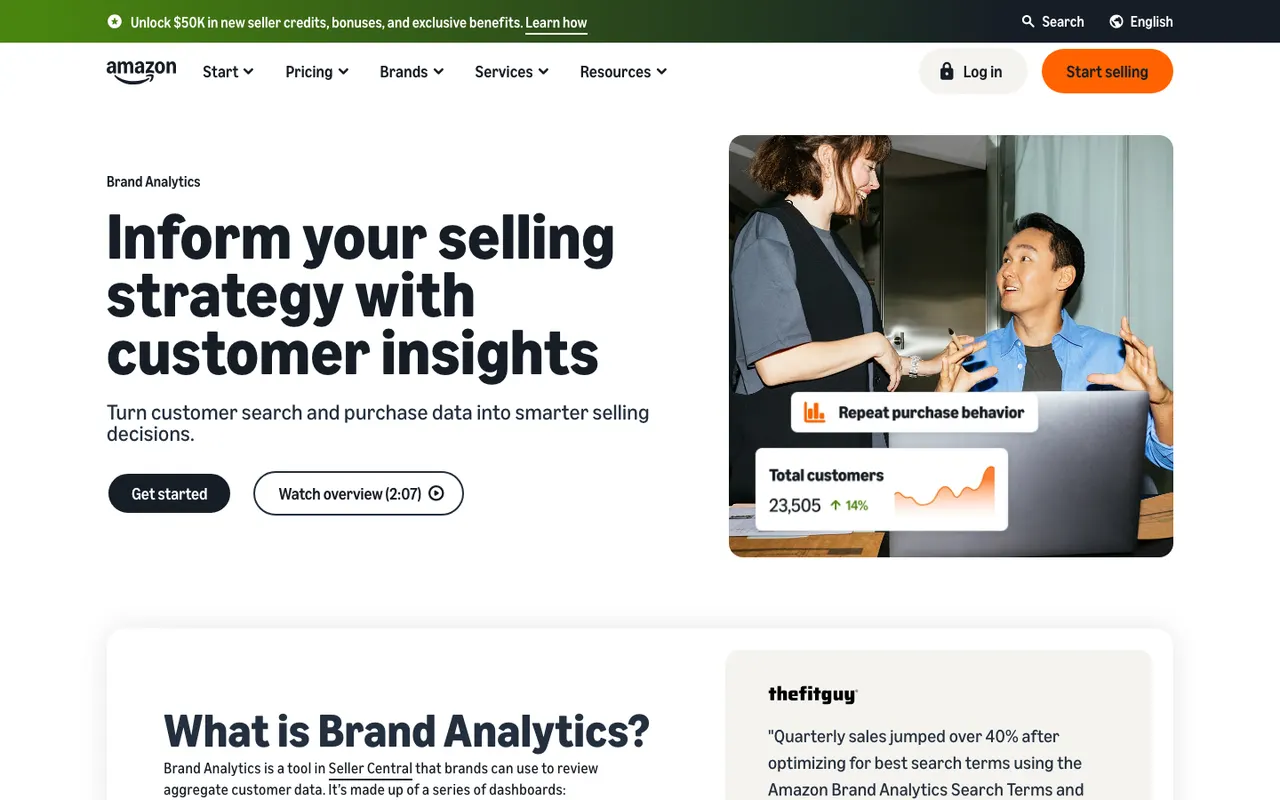 Unlock $50K in new seller credits, bonuses, and exclusive benefits. Learn how
Search
English
amazon
Start
Pricing
Brands
Services
Resources
Log in
Start selling
Brand Analytics
Inform your selling
strategy with
customer insights
Turn customer search and purchase data into smarter selling
decisions.
Get started
Watch overview (2:07)
Repeat purchase behavior
Total customers
23,505
14%
What is Brand Analytics?
Brand Analytics is a tool in Seller Central that brands can use to review
aggregate customer data. It's made up of a series of dashboards:
thefitguy
"Quarterly sales jumped over 40% after
optimizing for best search terms using the
Amazon Brand Analytics Search Terms and